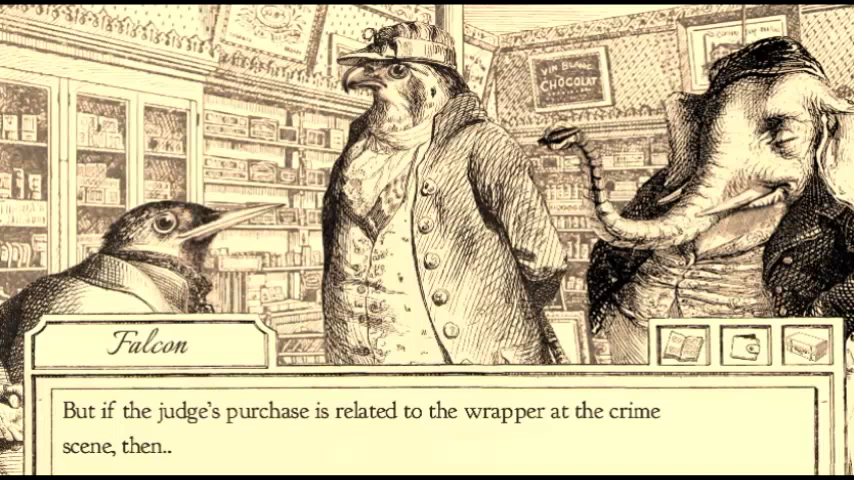 VIN BLANC
CHOCOLAT
Falcon
But if the judge's purchase is related to the wrapper at the crime
scene, then..